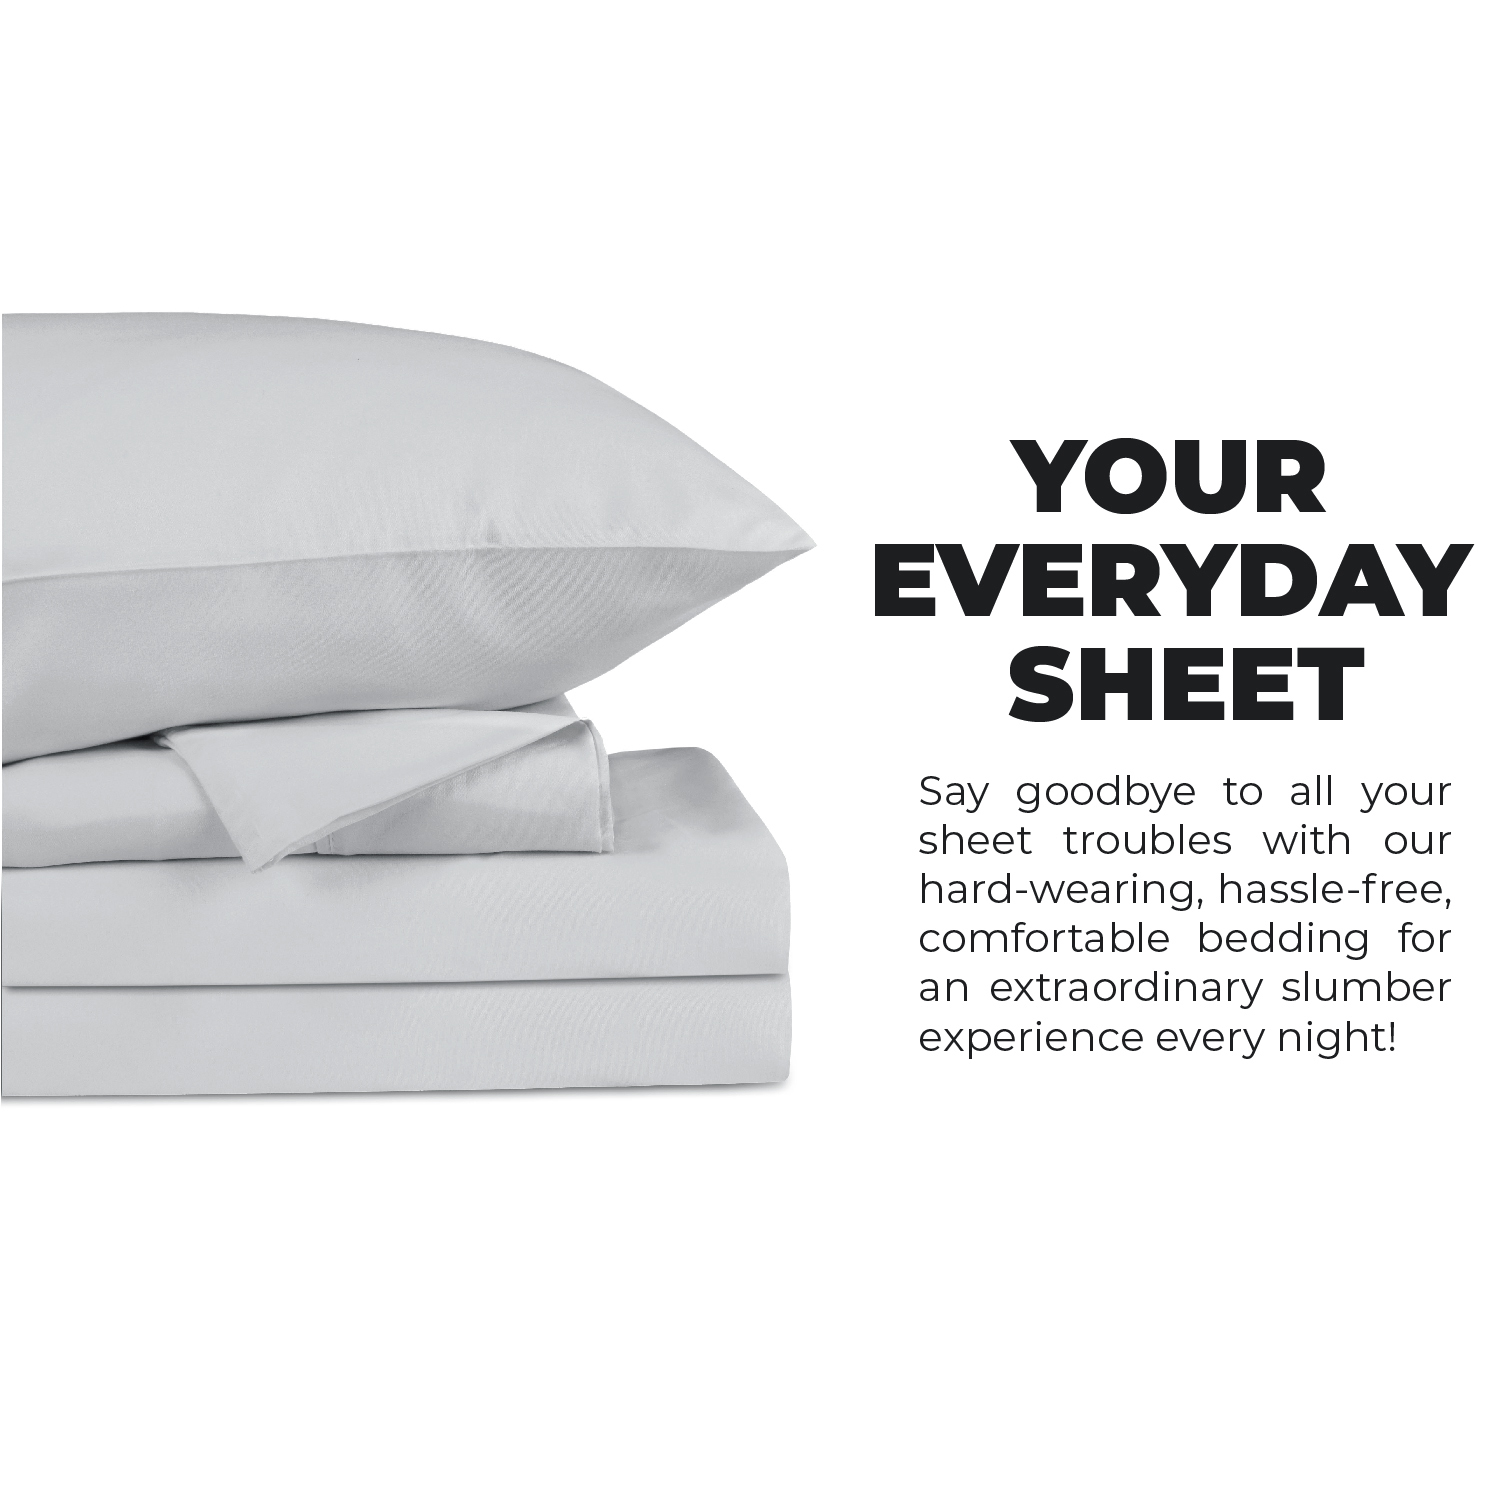 YOUR
EVERYDAY
SHEET
Say goodbye to all your
sheet troubles with our
hard-wearing, hassle-free,
comfortable bedding for
an extraordinary slumber
experience every night!